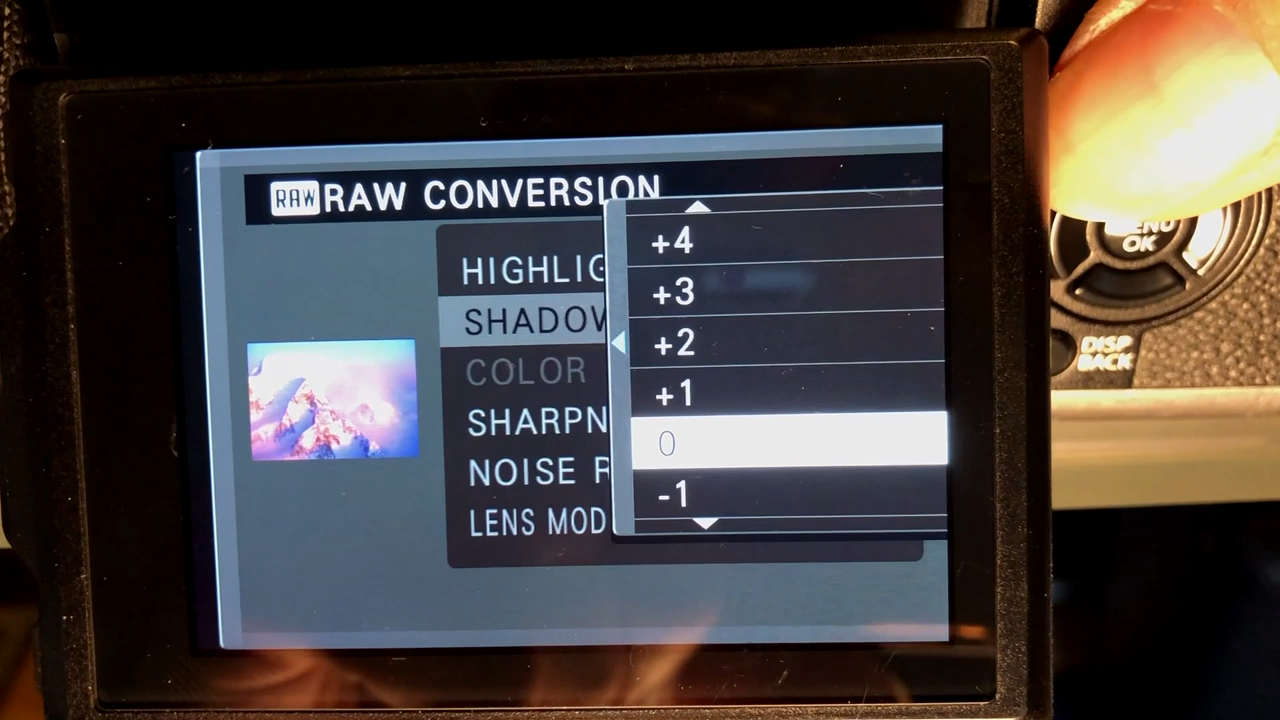 RAW RAW CONVERSION
HIGHLIG
SHADOW
COLOR
SHARPN
NOISE R
LENS MOD
+4
+3
+2
+1
0
-1
MENU
OK
DISP
BACK